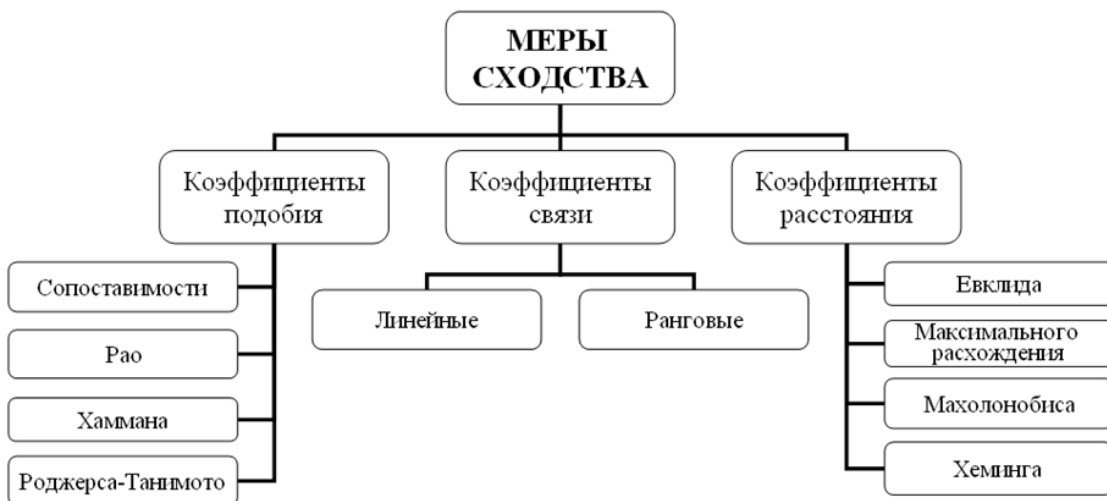 МЕРЫ
СХОДСТВА
Коэффициенты
подобия
Коэффициенты
связи
Коэффициенты
расстояния
Сопоставимости
Рао
Хаммана
Роджерса-Танимото
Линейные
Ранговые
Евклида
Максимального
расхождения
Махолонобиса
Хеминга